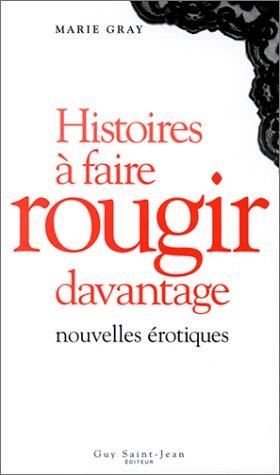 MARIE GRAY
Histoires
à faire
rougir
davantage
nouvelles érotiques
Guy Saint-Jean
ÉDITEUR